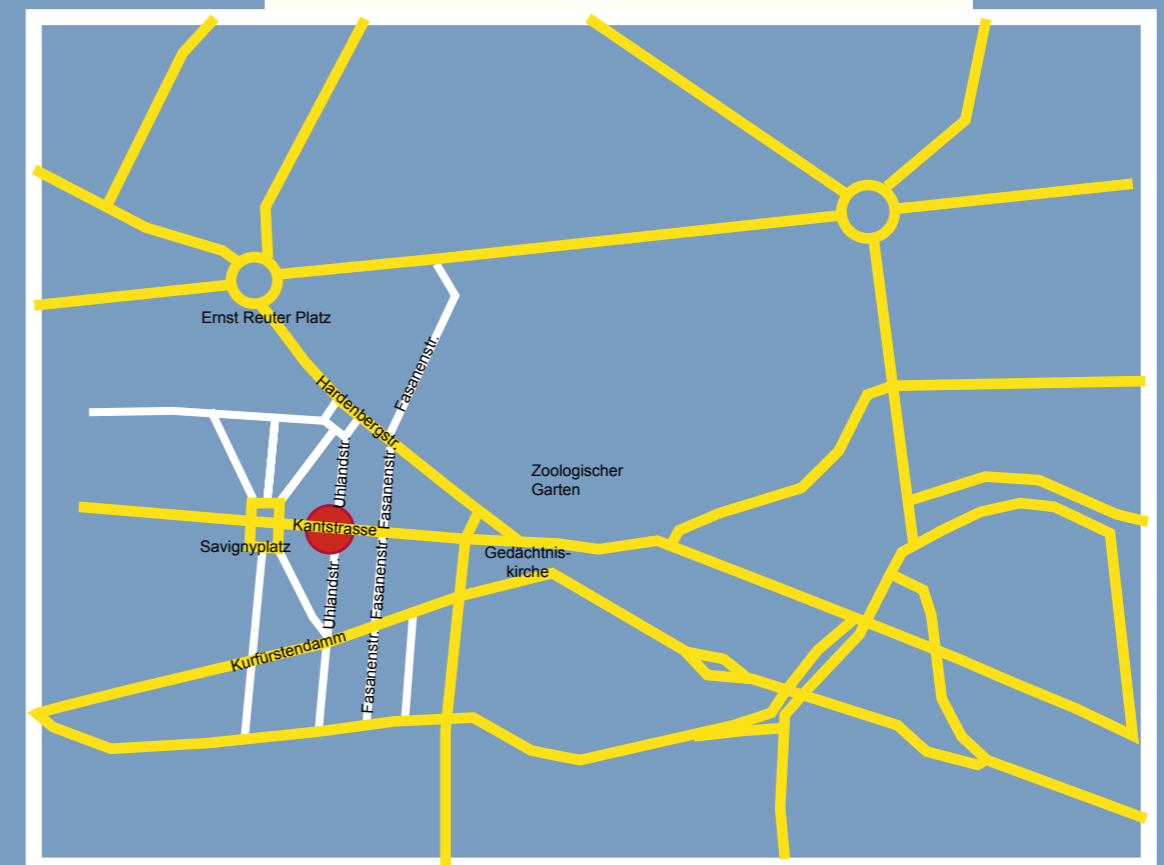 Ernst Reuter Platz
Fasanenstr.
Hardenbergstr.
Uhlandstr.
Fasanenstr.
Zoologischer
Garten
Kantstrasse
Savignyplatz
Gedächtnis-
kirche
Uhlandstr.
Fasanenstr.
Kurfürstendamm
Fasanenstr.